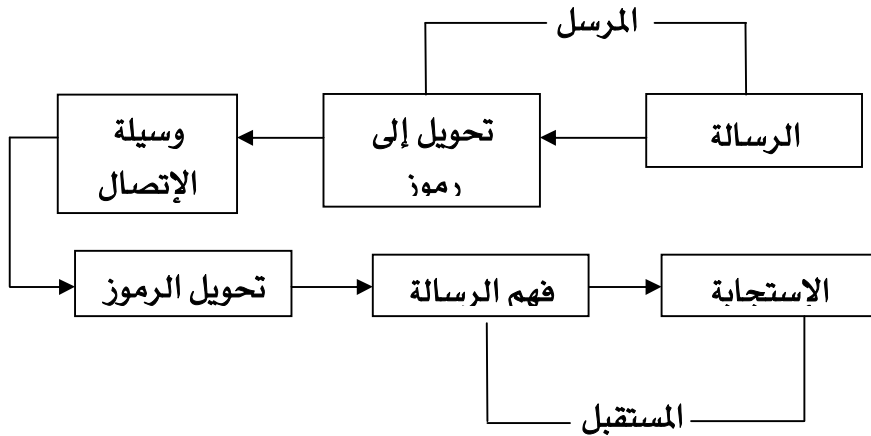 المرسل
الرسالة
تحويل إلى
رموز
وسيلة
الإتصال
تحويل الرموز
فهم الرسالة
الإستجابة
المستقبل